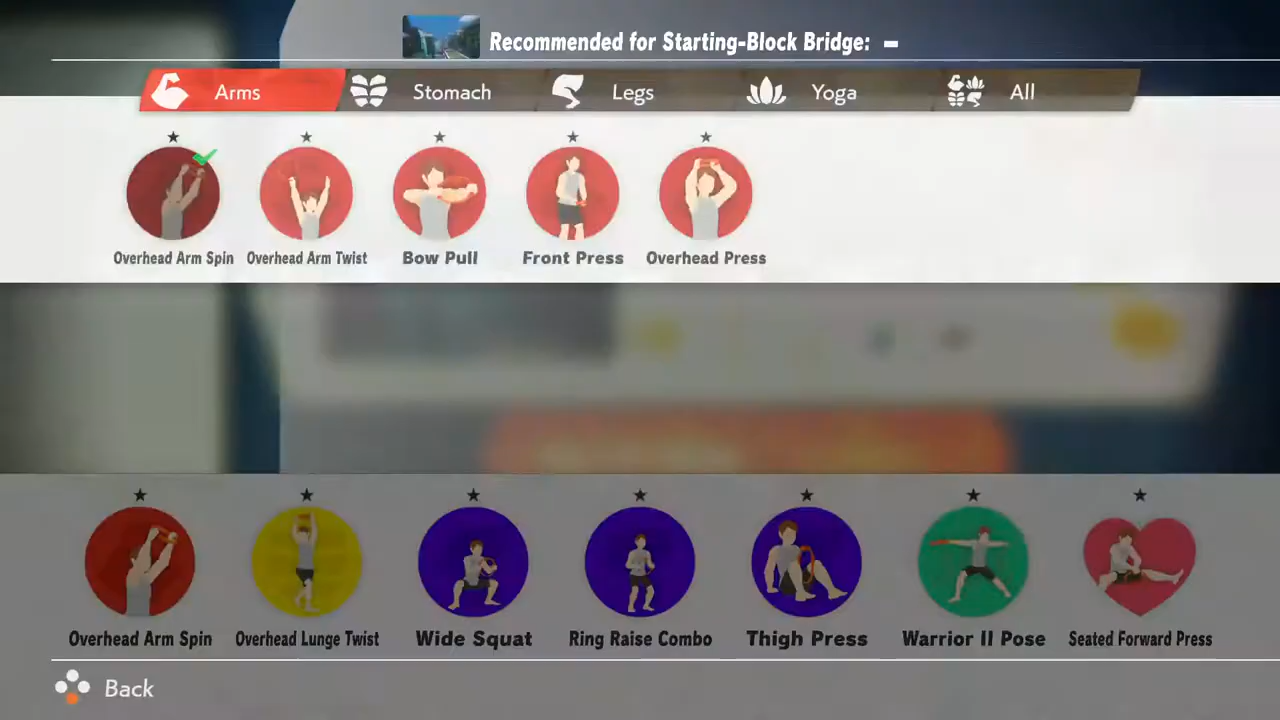 Recommended for Starting-Block Bridge: –
Arms Stomach Legs Yoga All
Overhead Arm Spin Overhead Arm Twist Bow Pull Front Press Overhead Press
Overhead Arm Spin Overhead Lunge Twist Wide Squat Ring Raise Combo Thigh Press Warrior II Pose Seated Forward Press
Back